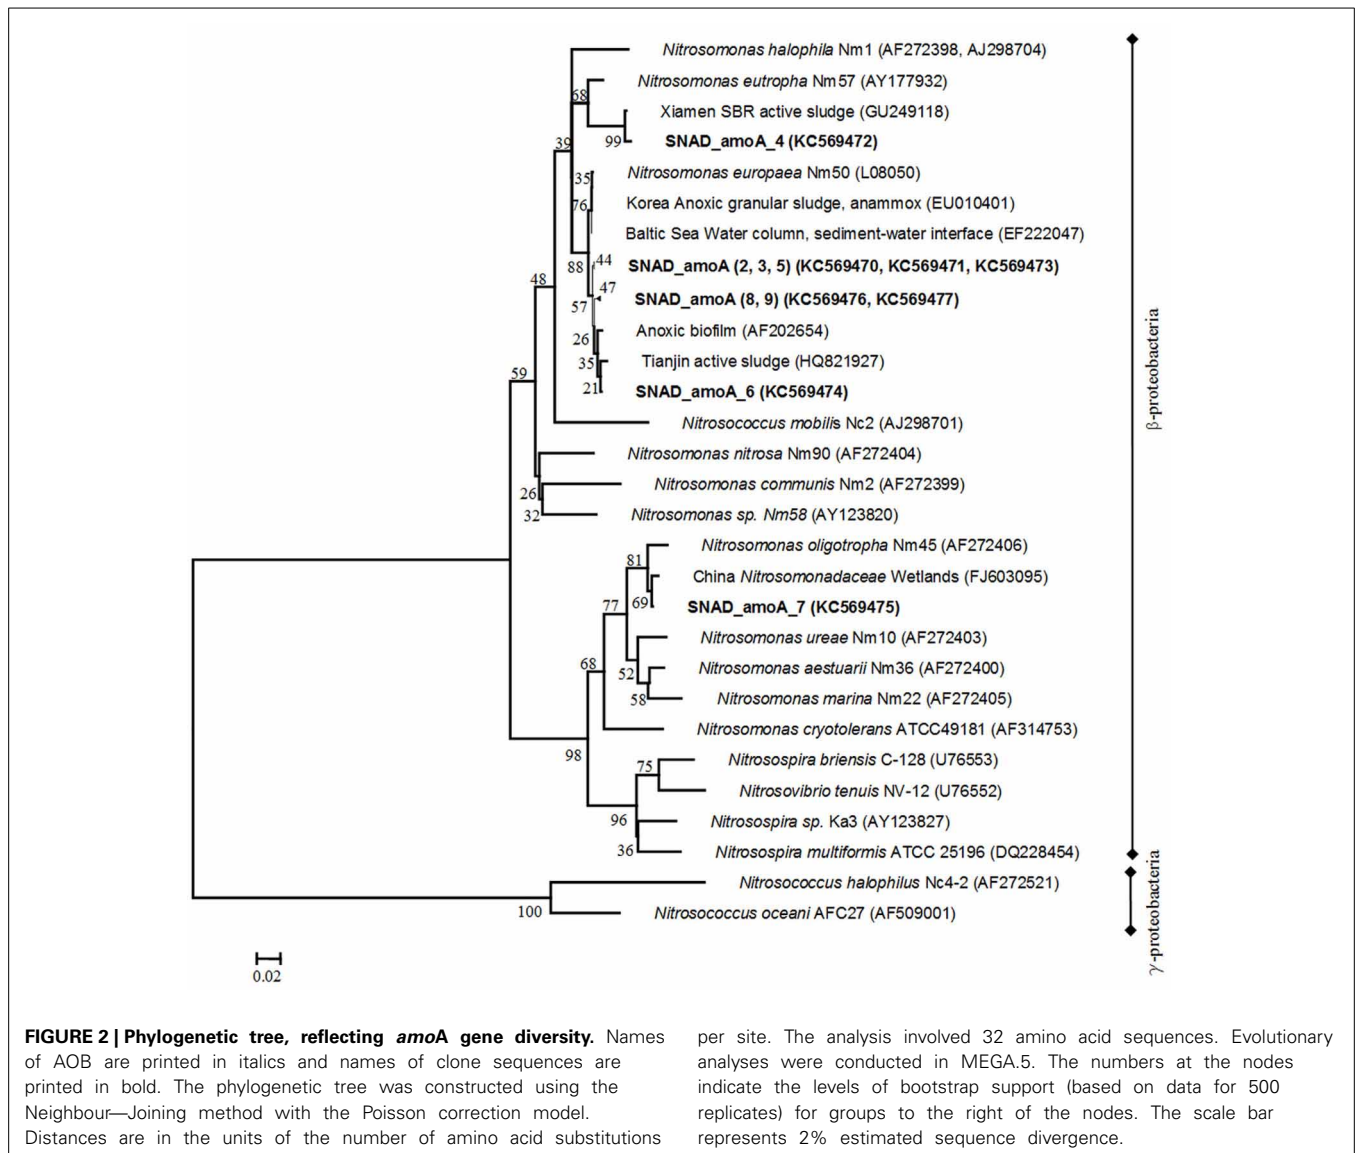 Nitrosomonas halophila Nm1 (AF272398, AJ298704)
Nitrosomonas eutropha Nm57 (AY177932)
68
Xiamen SBR active sludge (GU249118)
99
SNAD_amoA_4 (KC569472)
39
Nitrosomonas europaea Nm50 (L08050)
35
Korea Anoxic granular sludge, anammox (EU010401)
76
Baltic Sea Water column, sediment-water interface (EF222047)
44
SNAD_amoA (2, 3, 5) (KC569470, KC569471, KC569473)
88
48
47
SNAD_amoA (8, 9) (KC569476, KC569477)
57
Anoxic biofilm (AF202654)
26
Tianjin active sludge (HQ821927)
35
SNAD_amoA_6 (KC569474)
21
59
Nitrosococcus mobilis Nc2 (AJ298701)
Nitrosomonas nitrosa Nm90 (AF272404)
Nitrosomonas communis Nm2 (AF272399)
26
Nitrosomonas sp. Nm58 (AY123820)
32
Nitrosomonas oligotropha Nm45 (AF272406)
81
China Nitrosomonadaceae Wetlands (FJ603095)
69
SNAD_amoA_7 (KC569475)
77
Nitrosomonas ureae Nm10 (AF272403)
68
Nitrosomonas aestuarii Nm36 (AF272400)
52
Nitrosomonas marina Nm22 (AF272405)
58
Nitrosomonas cryotolerans ATCC49181 (AF314753)
98
Nitrosospira briensis C-128 (U76553)
75
Nitrosovibrio tenuis NV-12 (U76552)
Nitrosospira sp. Ka3 (AY123827)
96
Nitrosospira multiformis ATCC 25196 (DQ228454)
36
Nitrosococcus halophilus Nc4-2 (AF272521)
Nitrosococcus oceani AFC27 (AF509001)
100
β-proteobacteria
γ-proteobacteria
0.02
FIGURE 2 | Phylogenetic tree, reflecting amoA gene diversity. Names
of AOB are printed in italics and names of clone sequences are
printed in bold. The phylogenetic tree was constructed using the
Neighbour—Joining method with the Poisson correction model.
Distances are in the units of the number of amino acid substitutions
per site. The analysis involved 32 amino acid sequences. Evolutionary
analyses were conducted in MEGA.5. The numbers at the nodes
indicate the levels of bootstrap support (based on data for 500
replicates) for groups to the right of the nodes. The scale bar
represents 2% estimated sequence divergence.